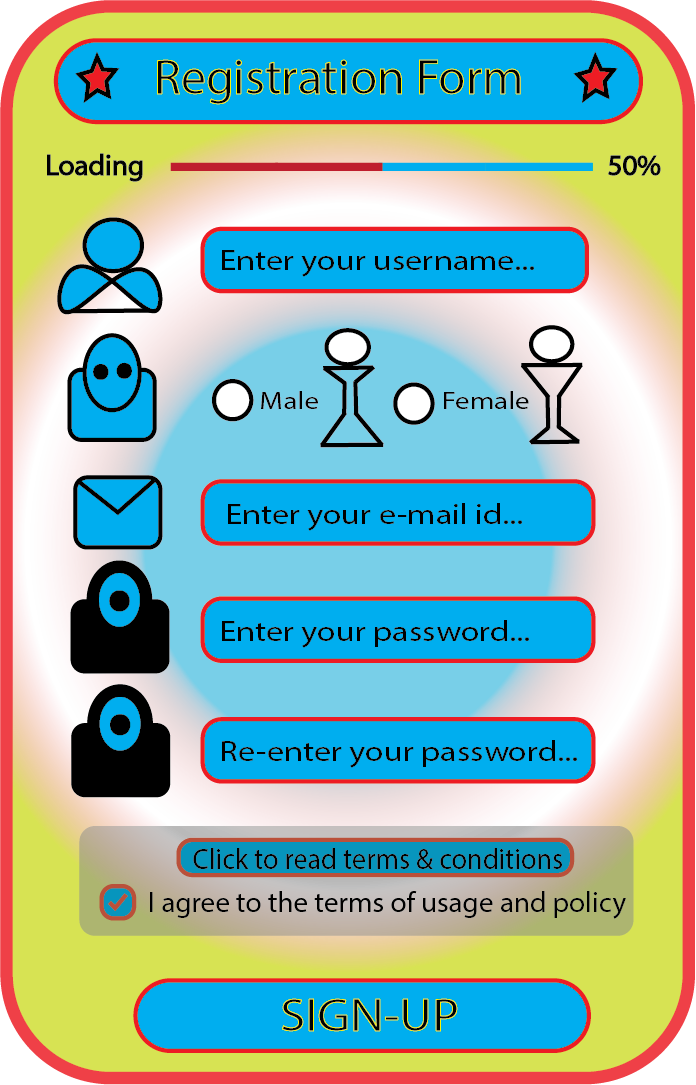 Registration Form
Loading 50%
Enter your username...
Male Female
Enter your e-mail id...
Enter your password...
Re-enter your password...
Click to read terms & conditions
I agree to the terms of usage and policy
SIGN-UP